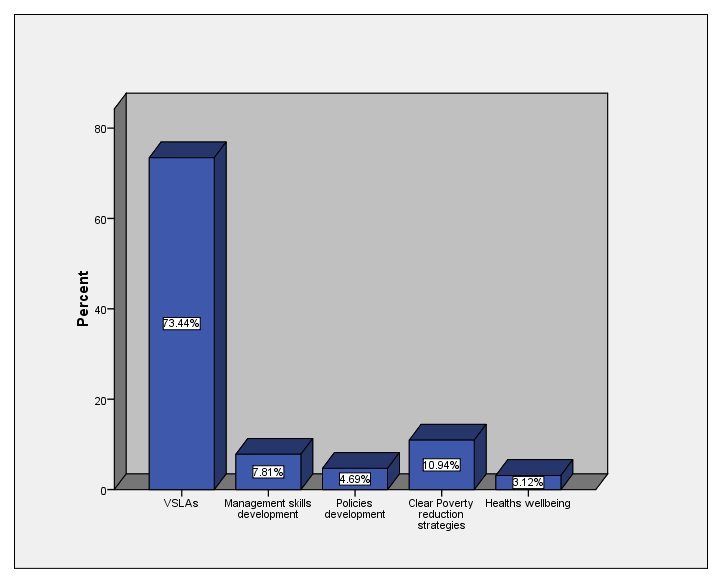 Percent
80
60
40
20
0
73.44%
7.81%
4.69%
10.94%
3.12%
VSLAs
Management skills
development
Policies
development
Clear Poverty
reduction
strategies
Healths wellbeing